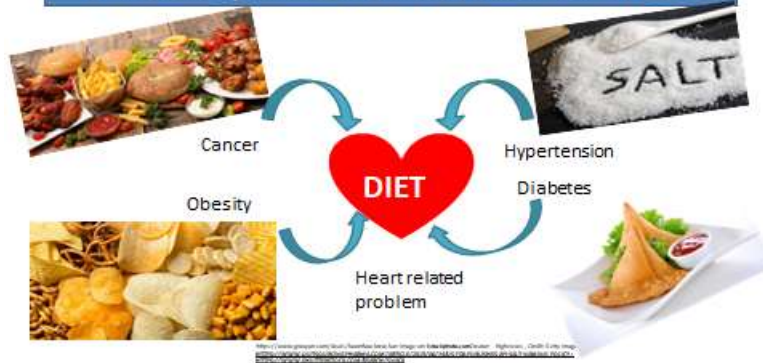 SALT
Cancer
Hypertension
DIET
Diabetes
Obesity
Heart related
problem